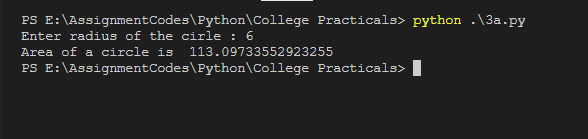 PS E:\AssignmentCodes\Python\College Practicals> python .\3a.py
Enter radius of the cirle : 6
Area of a circle is  113.09733552923255
PS E:\AssignmentCodes\Python\College Practicals>